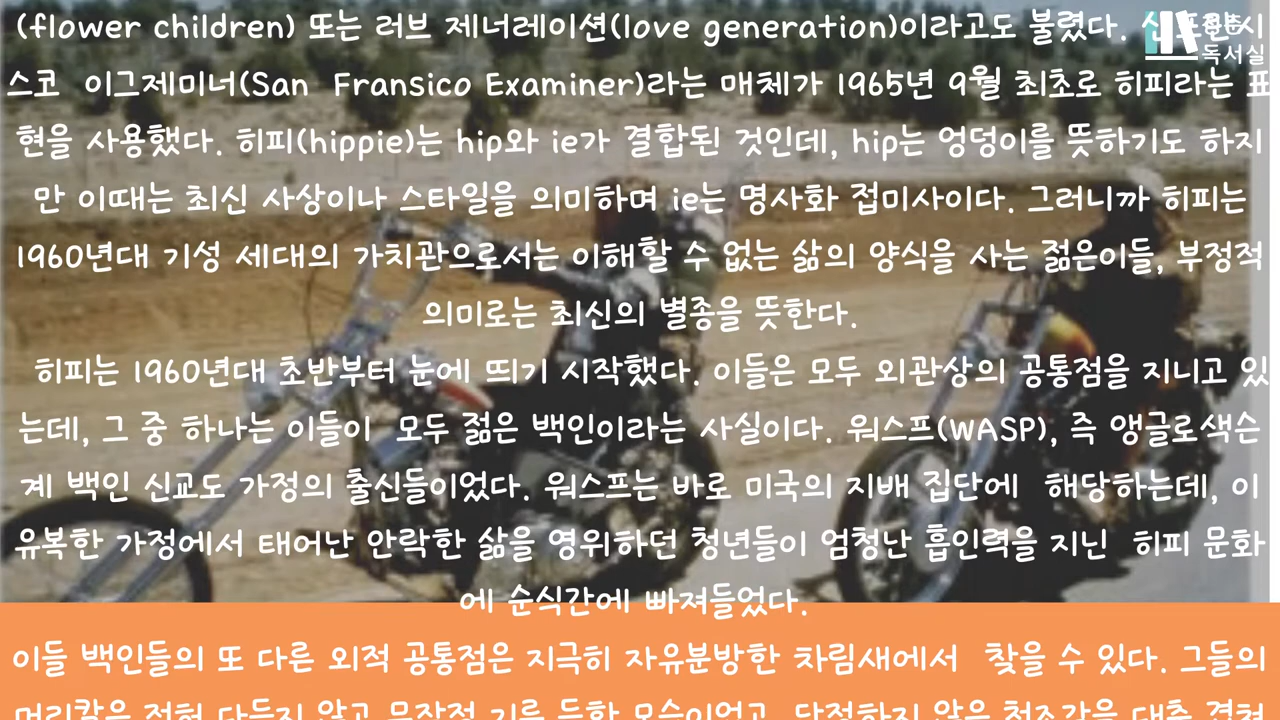 (flower children) 또는 러브 제너레이션(love generation)이라고도 불렸다. 신프란시
독서실
스코 이그제미너(San Fransico Examiner)라는 매체가 1965년 9월 최초로 히피라는 표
현을 사용했다. 히피(hippie)는 hip와 ie가 결합된 것인데, hip는 엉덩이를 뜻하기도 하지
만 이때는 최신 사상이나 스타일을 의미하며 ie는 명사화 접미사이다. 그러니까 히피는
1960년대 기성 세대의 가치관으로서는 이해할 수 없는 삶의 양식을 사는 젊은이들, 부정적
의미로는 최신의 별종을 뜻한다.
히피는 1960년대 초반부터 눈에 띄기 시작했다. 이들은 모두 외관상의 공통점을 지니고 있
는데, 그 중 하나는 이들이 모두 젊은 백인이라는 사실이다. 워스프(WASP), 즉 앵글로색슨
계 백인 신교도 가정의 출신들이었다. 워스프는 바로 미국의 지배 집단에 해당하는데, 이
유복한 가정에서 태어난 안락한 삶을 영위하던 청년들이 엄청난 흡인력을 지닌 히피 문화
에 순식간에 빠져들었다.
이들 백인들의 또 다른 외적 공통점은 지극히 자유분방한 차림새에서 찾을 수 있다. 그들의